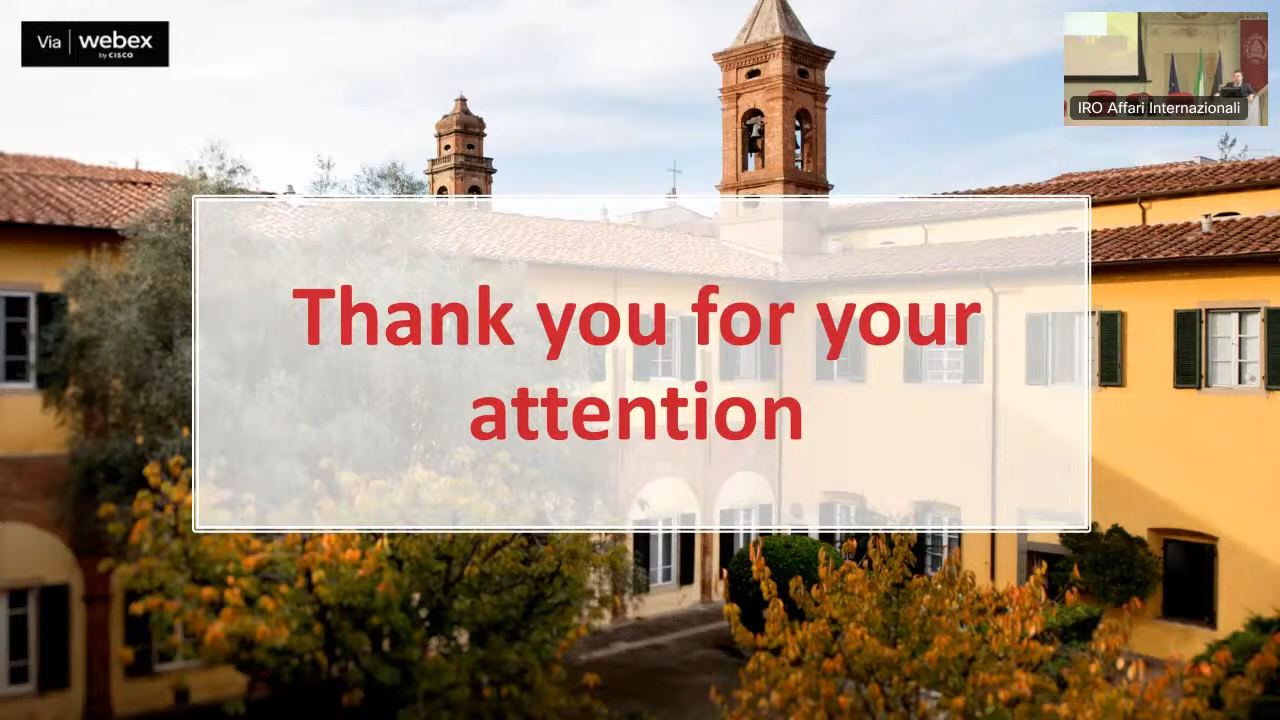 Via | webex
by CISCO
IRO Affari Internazionali
Thank you for your
attention